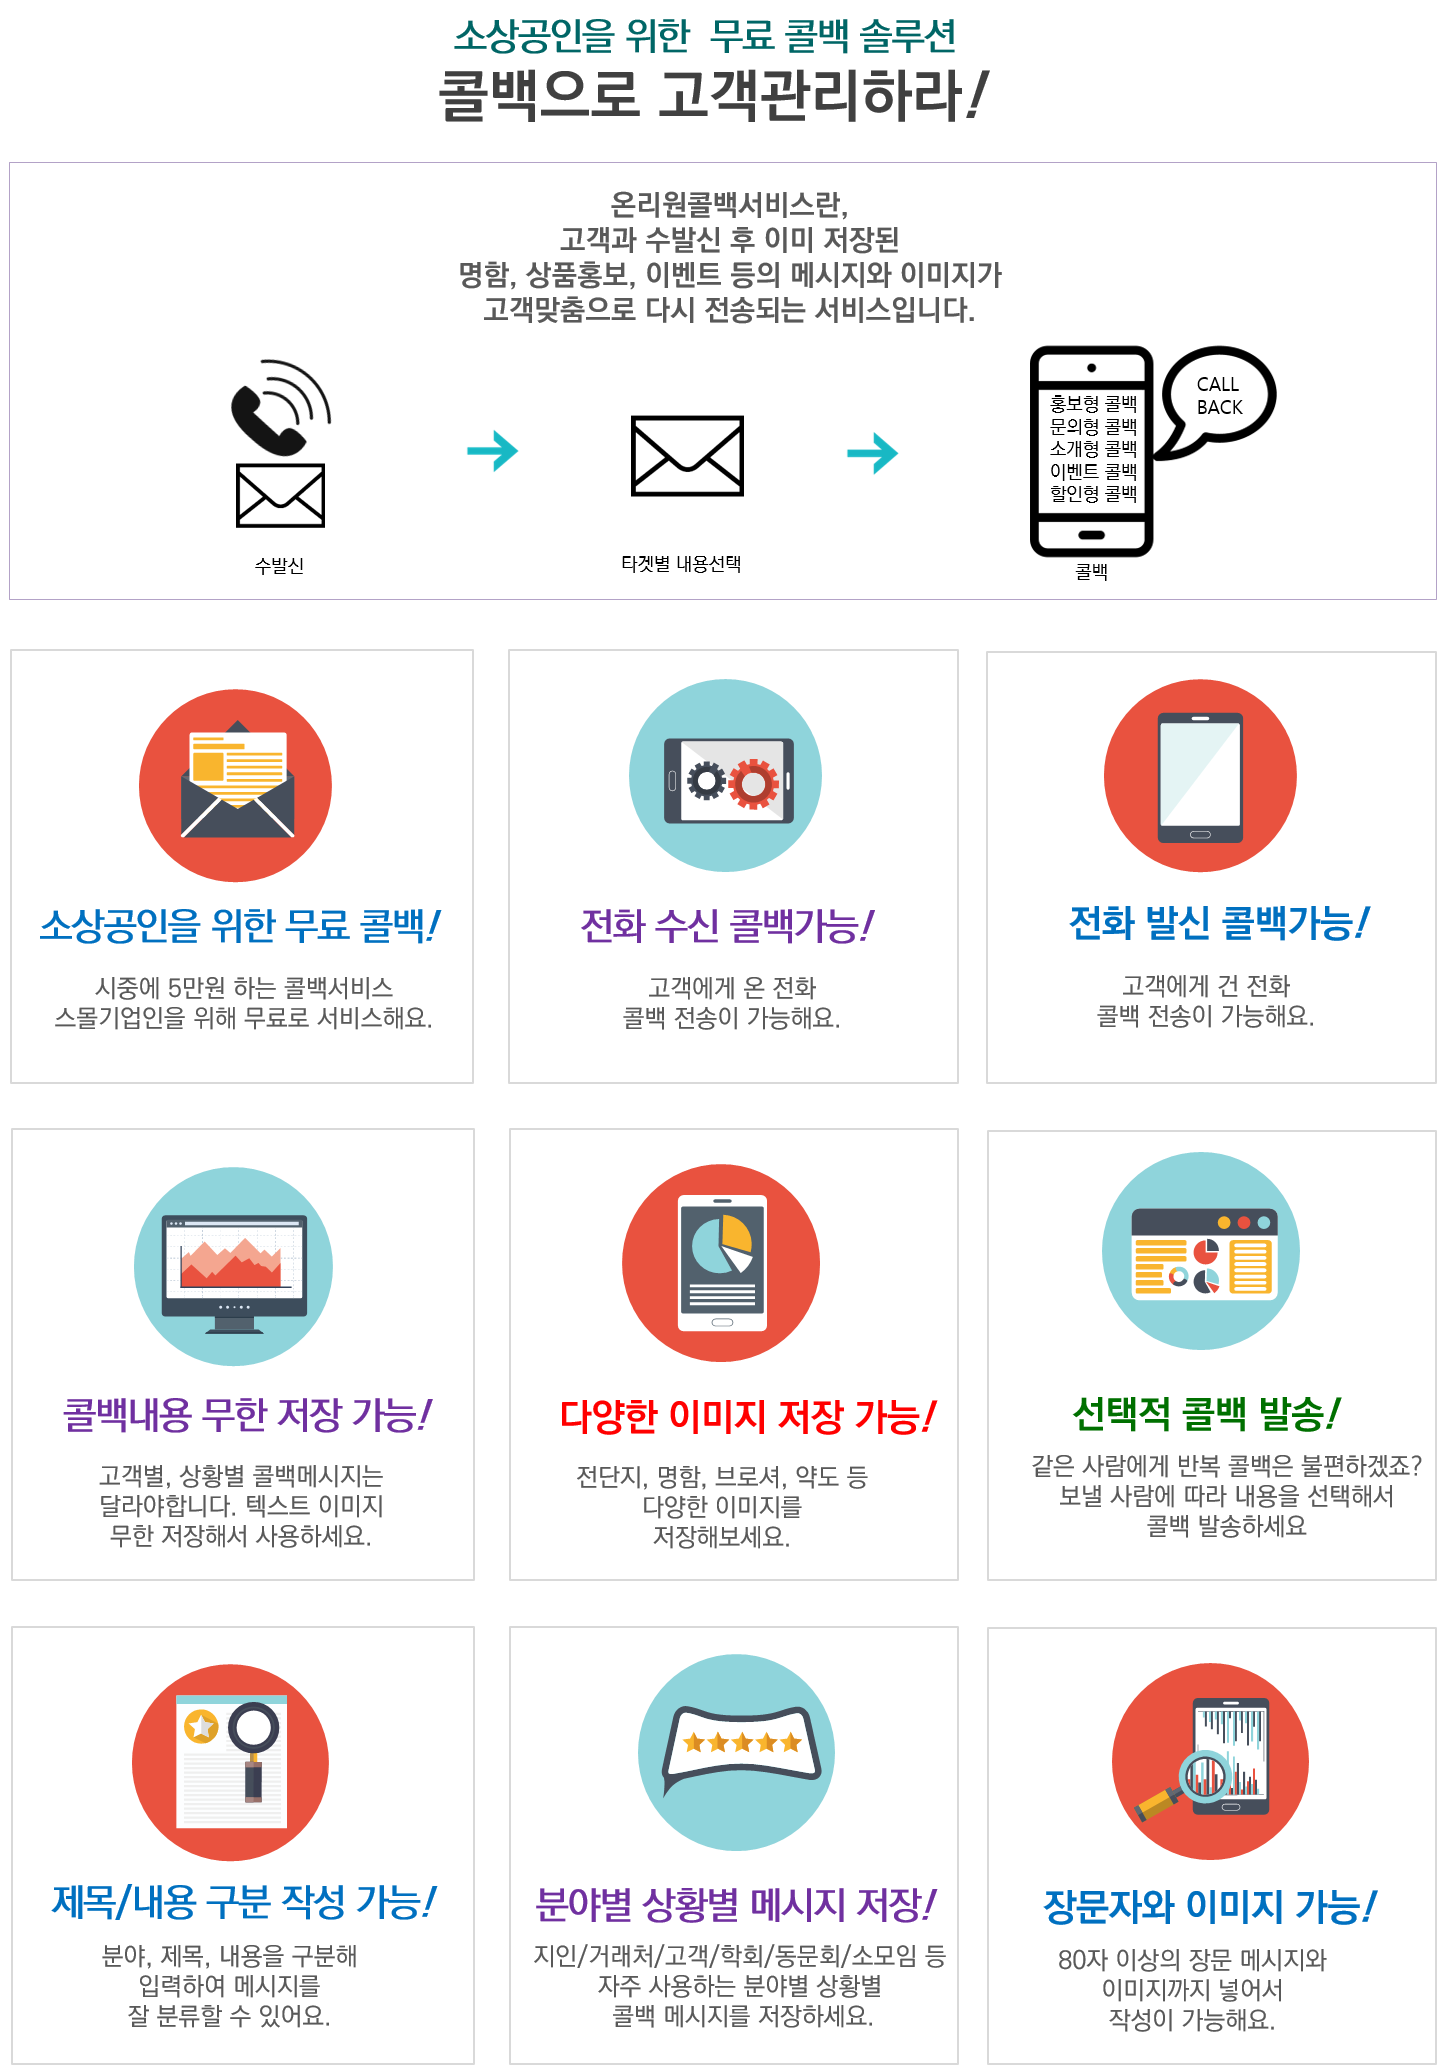 소상공인을 위한 무료 콜백 솔루션
콜백으로 고객관리하라!
온리원콜백서비스란,
고객과 수발신 후 이미 저장된
명함, 상품홍보, 이벤트 등의 메시지와 이미지가
고객맞춤으로 다시 전송되는 서비스입니다.
수발신
타겟별 내용선택
홍보형 콜백
문의형 콜백
소개형 콜백
이벤트 콜백
할인형 콜백
CALL
BACK
콜백
소상공인을 위한 무료 콜백!
시중에 5만원 하는 콜백서비스
스몰기업인을 위해 무료로 서비스해요.
전화 수신 콜백가능!
고객에게 온 전화
콜백 전송이 가능해요.
전화 발신 콜백가능!
고객에게 건 전화
콜백 전송이 가능해요.
콜백내용 무한 저장 가능!
고객별, 상황별 콜백메시지는
달라야합니다. 텍스트 이미지
무한 저장해서 사용하세요.
다양한 이미지 저장 가능!
전단지, 명함, 브로셔, 약도 등
다양한 이미지를
저장해보세요.
선택적 콜백 발송!
같은 사람에게 반복 콜백은 불편하겠죠?
보낼 사람에 따라 내용을 선택해서
콜백 발송하세요
제목/내용 구분 작성 가능!
분야, 제목, 내용을 구분해
입력하여 메시지를
잘 분류할 수 있어요.
분야별 상황별 메시지 저장!
지인/거래처/고객/학회/동문회/소모임 등
자주 사용하는 분야별 상황별
콜백 메시지를 저장하세요.
장문자와 이미지 가능!
80자 이상의 장문 메시지와
이미지까지 넣어서
작성이 가능해요.